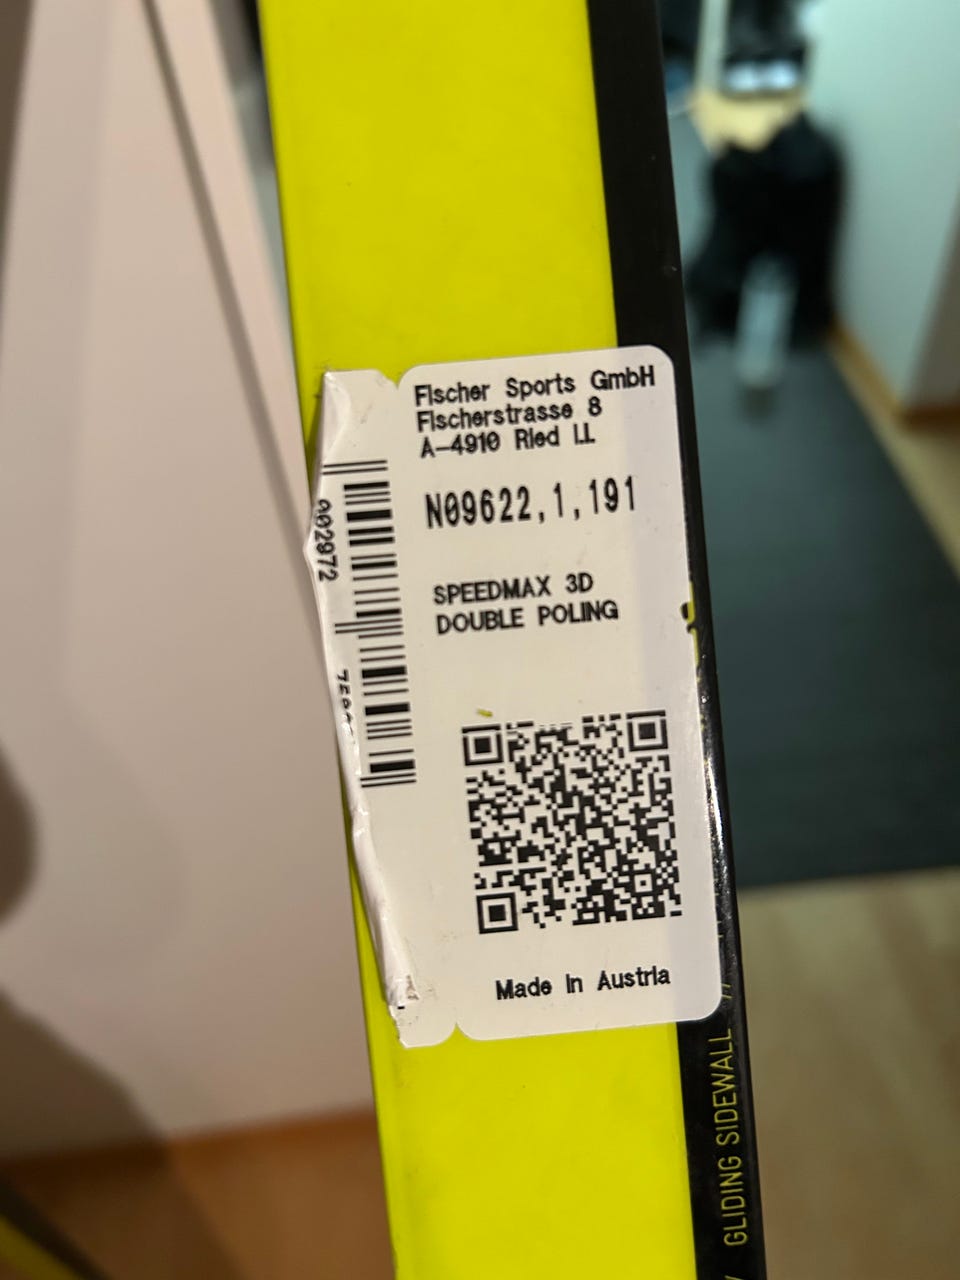 Fischer Sports GmbH
Fischerstrasse 8
A-4910 Ried I.I.
N09622,1,191
SPEEDMAX 3D
DOUBLE POLING
002972
Made in Austria
GLIDING SIDEWALL